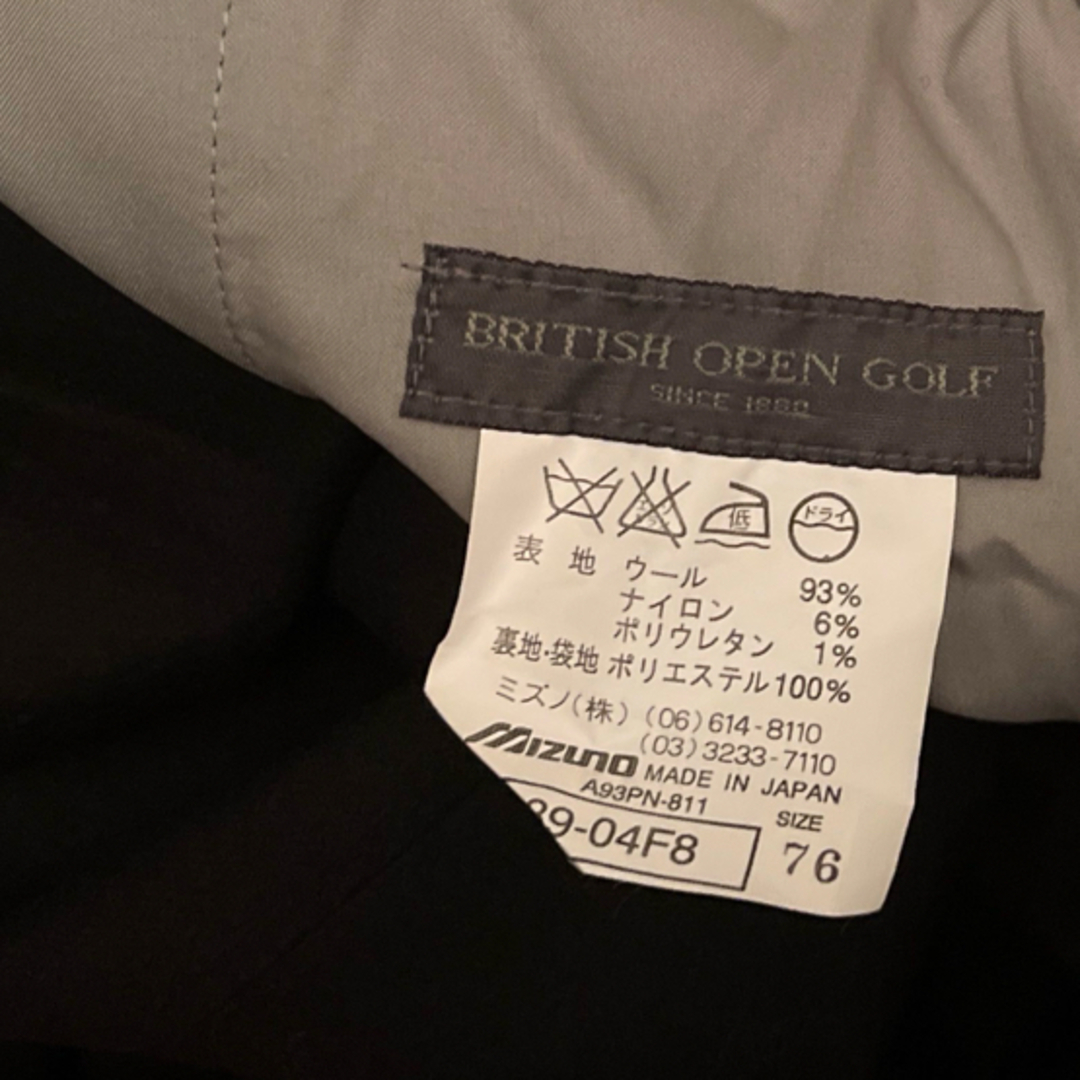 BRITISH OPEN GOLF
SINCE 1860
低 ドライ
表地 ウール 93%
ナイロン 6%
ポリウレタン 1%
裏地・袋地 ポリエステル100%
ミズノ(株) (06)614-8110
(03)3233-7110
MIZUNO MADE IN JAPAN
A93PN-811
89-04F8
SIZE
76